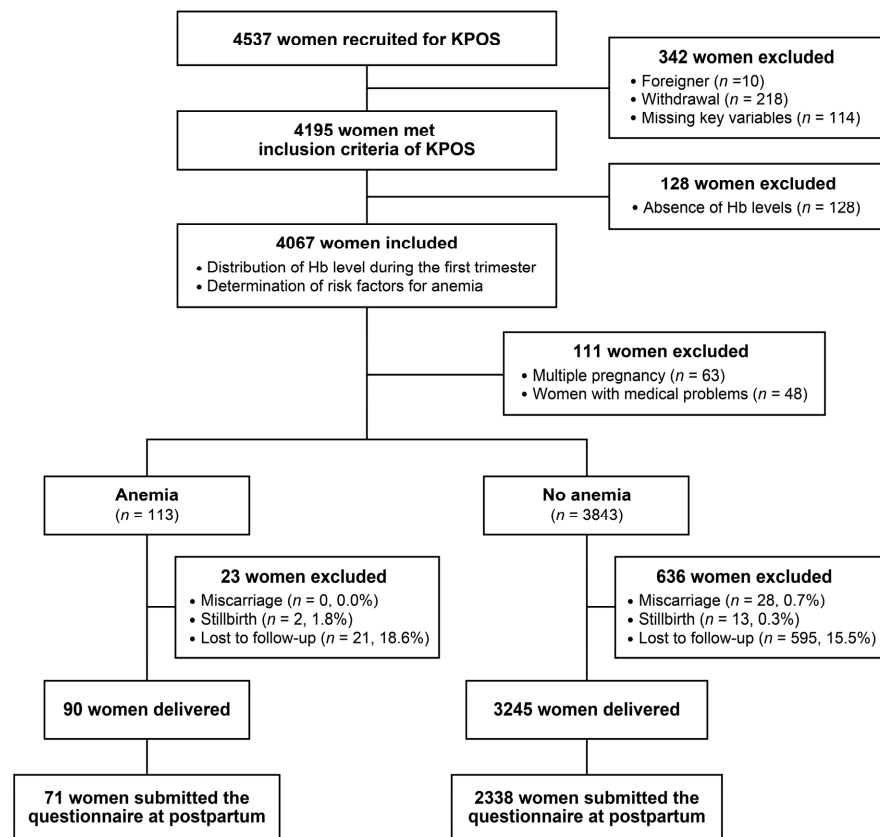 4537 women recruited for KPOS
342 women excluded
• Foreigner (n =10)
• Withdrawal (n = 218)
• Missing key variables (n = 114)
4195 women met
inclusion criteria of KPOS
128 women excluded
• Absence of Hb levels (n = 128)
4067 women included
• Distribution of Hb level during the first trimester
• Determination of risk factors for anemia
111 women excluded
• Multiple pregnancy (n = 63)
• Women with medical problems (n = 48)
Anemia
(n = 113)
No anemia
(n = 3843)
23 women excluded
• Miscarriage (n = 0, 0.0%)
• Stillbirth (n = 2, 1.8%)
• Lost to follow-up (n = 21, 18.6%)
636 women excluded
• Miscarriage (n = 28, 0.7%)
• Stillbirth (n = 13, 0.3%)
• Lost to follow-up (n = 595, 15.5%)
90 women delivered
3245 women delivered
71 women submitted the
questionnaire at postpartum
2338 women submitted the
questionnaire at postpartum